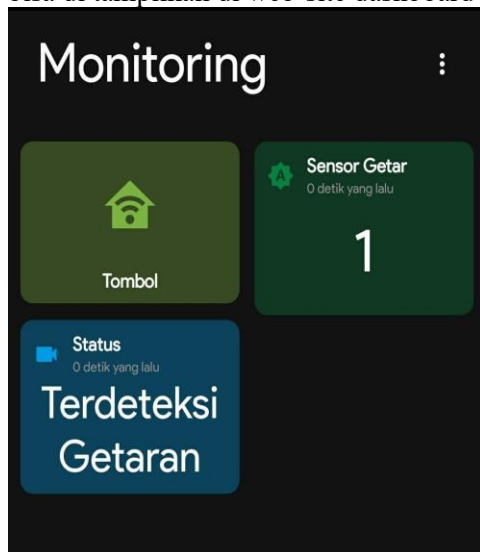 Monitoring
Tombol
Sensor Getar
0 detik yang lalu
1
Status
0 detik yang lalu
Terdeteksi
Getaran